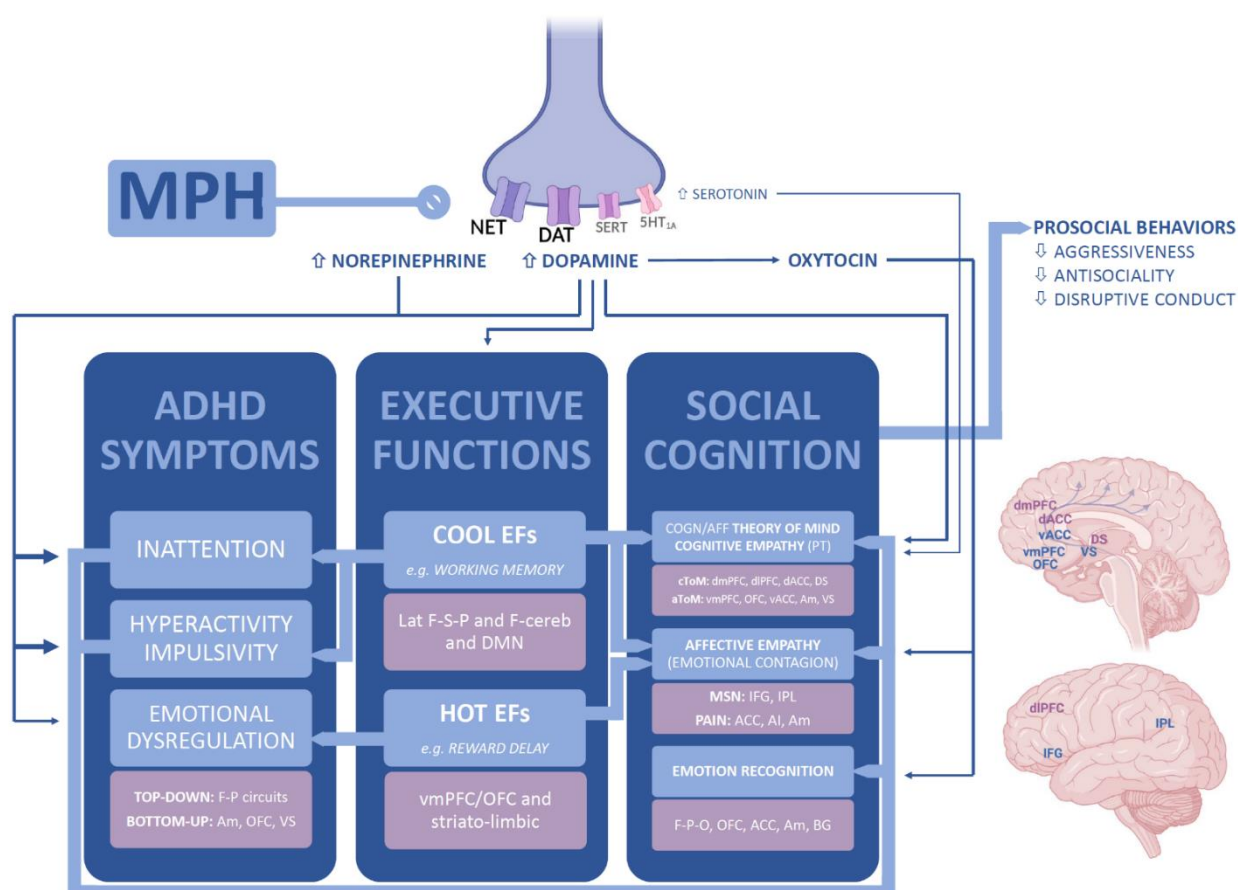 MPH
NET
DAT
SERT
5HT1A
⇧ SEROTONIN
⇧ NOREPINEPHRINE
⇧ DOPAMINE
OXYTOCIN
PROSOCIAL BEHAVIORS
⇩ AGGRESSIVENESS
⇩ ANTISOCIALITY
⇩ DISRUPTIVE CONDUCT
ADHD
SYMPTOMS
INATTENTION
HYPERACTIVITY
IMPULSIVITY
EMOTIONAL
DYSREGULATION
TOP-DOWN: F-P circuits
BOTTOM-UP: Am, OFC, VS
EXECUTIVE
FUNCTIONS
COOL EFs
e.g. WORKING MEMORY
Lat F-S-P and F-cereb
and DMN
HOT EFs
e.g. REWARD DELAY
vmPFC/OFC and
striato-limbic
SOCIAL
COGNITION
COGN/AFF THEORY OF MIND
COGNITIVE EMPATHY (PT)
cToM: dmPFC, dlPFC, dACC, DS
aToM: vmPFC, OFC, vACC, Am, VS
AFFECTIVE EMPATHY
(EMOTIONAL CONTAGION)
MSN: IFG, IPL
PAIN: ACC, AI, Am
EMOTION RECOGNITION
F-P-O, OFC, ACC, Am, BG
dmPFC
dACC
vACC
DS
vmPFC
VS
OFC
dlPFC
IPL
IFG